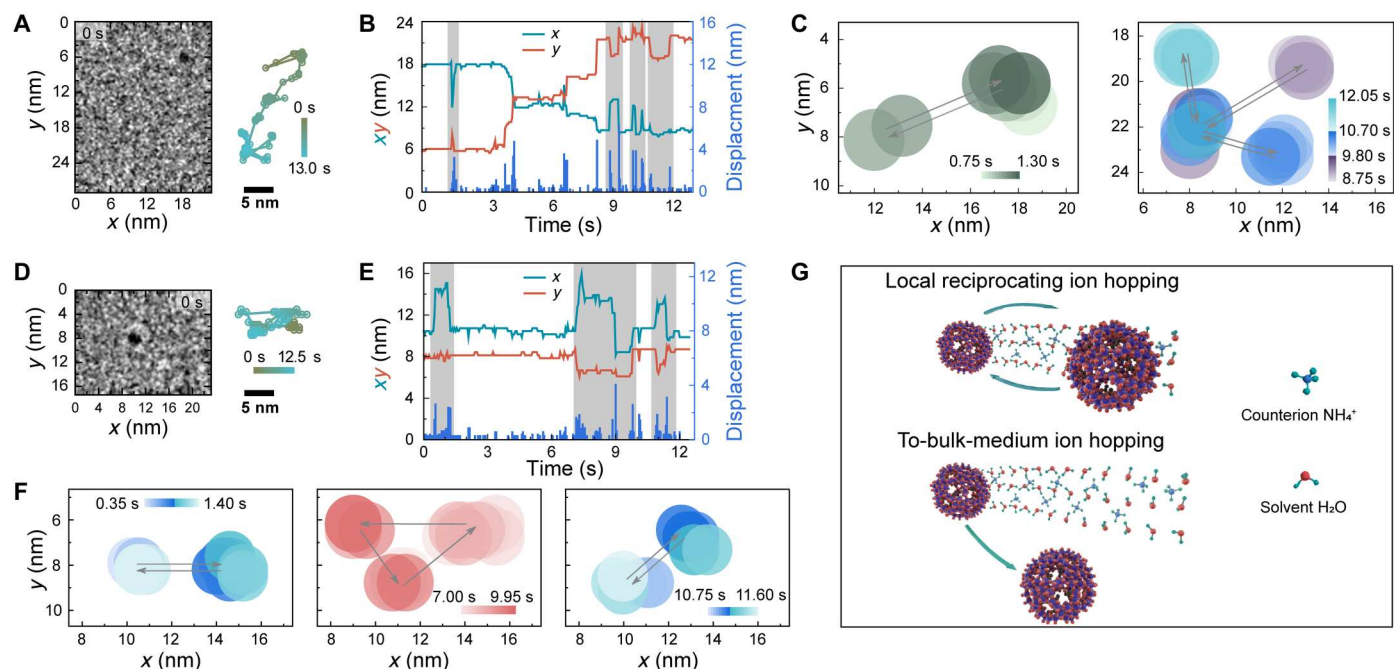 A
0 s
0
6
12
18
24
y (nm)
0
6
12
18
x (nm)
0 s
13.0 s
5 nm
B
x
y
24
18
12
6
0
xy (nm)
16
12
8
4
0
Displacment (nm)
0
3
6
9
12
Time (s)
C
4
6
8
10
y (nm)
0.75 s
1.30 s
12
14
16
18
20
x (nm)
18
19
21
22
24
12.05 s
10.70 s
9.80 s
8.75 s
6
8
10
11
13
14
16
x (nm)
D
0 s
0
4
8
12
16
y (nm)
0
4
8
12
16
20
x (nm)
0 s
12.5 s
5 nm
E
x
y
16
12
8
4
0
xy (nm)
12
8
4
0
Displacement (nm)
0
3
6
9
12
Time (s)
F
0.35 s
1.40 s
6
8
10
y (nm)
8
10
12
14
16
x (nm)
7.00 s
9.95 s
8
10
12
14
16
x (nm)
10.75 s
11.60 s
8
10
12
14
16
x (nm)
G
Local reciprocating ion hopping
To-bulk-medium ion hopping
Counterion NH₄⁺
Solvent H₂O